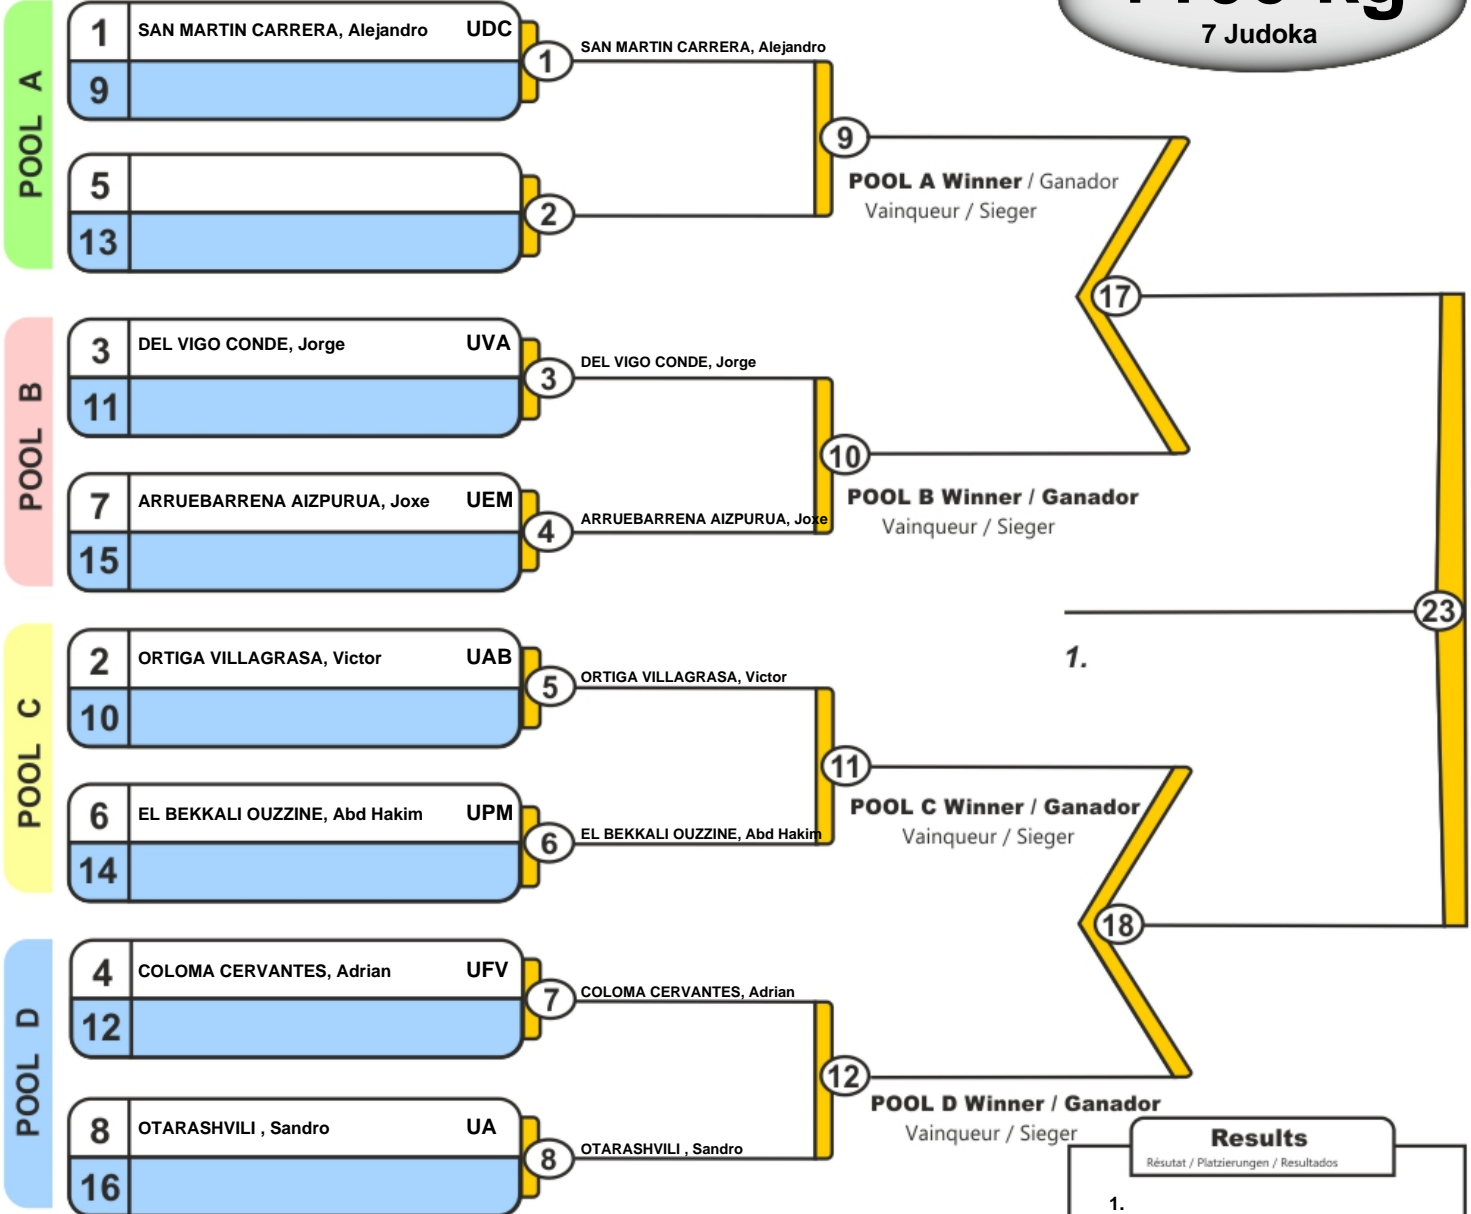 7 Judoka
POOL A
1 SAN MARTIN CARRERA, Alejandro UDC
9
1
SAN MARTIN CARRERA, Alejandro
5
13
2
9
POOL A Winner / Ganador
Vainqueur / Sieger
17
POOL B
3 DEL VIGO CONDE, Jorge UVA
11
3
DEL VIGO CONDE, Jorge
7 ARRUEBARRENA AIZPURUA, Joxe UEM
15
4
ARRUEBARRENA AIZPURUA, Joxe
10
POOL B Winner / Ganador
Vainqueur / Sieger
23
1.
POOL C
2 ORTIGA VILLAGRASA, Victor UAB
10
5
ORTIGA VILLAGRASA, Victor
6 EL BEKKALI OUZZINE, Abd Hakim UPM
14
6
EL BEKKALI OUZZINE, Abd Hakim
11
POOL C Winner / Ganador
Vainqueur / Sieger
18
POOL D
4 COLOMA CERVANTES, Adrian UFV
12
7
COLOMA CERVANTES, Adrian
8 OTARASHVILI , Sandro UA
16
8
OTARASHVILI , Sandro
12
POOL D Winner / Ganador
Vainqueur / Sieger
Results
Résutat / Platzierungen / Resultados
1.